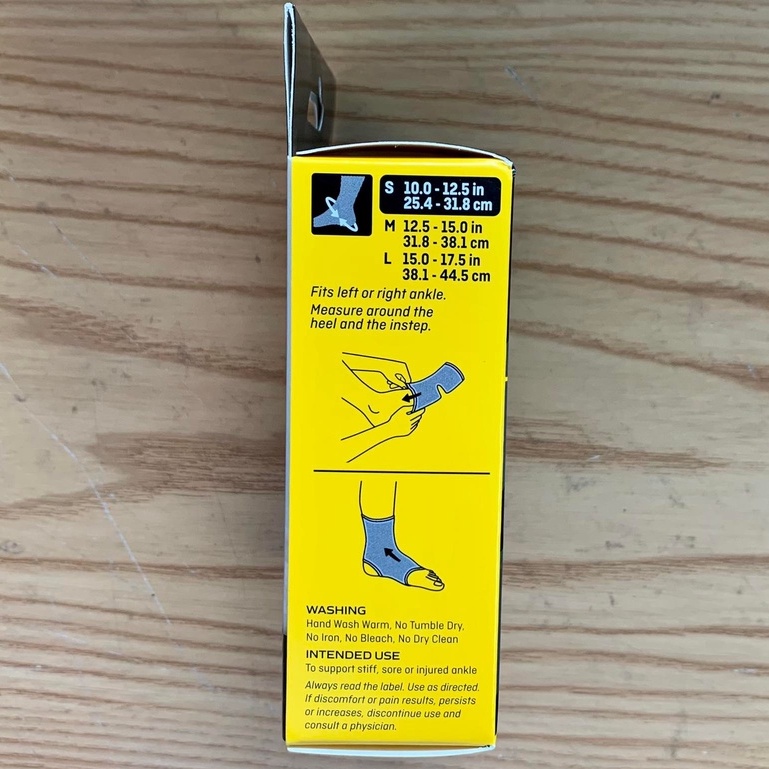 S 10.0 - 12.5 in
25.4 - 31.8 cm
M 12.5 - 15.0 in
31.8 - 38.1 cm
L 15.0 - 17.5 in
38.1 - 44.5 cm
Fits left or right ankle.
Measure around the
heel and the instep.
WASHING
Hand Wash Warm, No Tumble Dry,
No Iron, No Bleach, No Dry Clean
INTENDED USE
To support stiff, sore or injured ankle
Always read the label. Use as directed.
If discomfort or pain results, persists
or increases, discontinue use and
consult a physician.